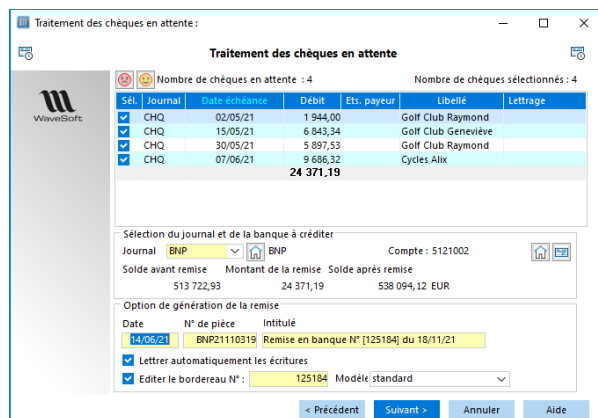 Traitement des chèques en attente :
Traitement des chèques en attente
Nombre de chèques en attente : 4 Nombre de chèques sélectionnés : 4
WaveSoft
Sél. Journal Date échéance Débit Ets. payeur Libellé Lettrage
CHQ 02/05/21 1 944,00 Golf Club Raymond
CHQ 15/05/21 6 843,34 Golf Club Geneviève
CHQ 30/05/21 5 897,53 Golf Club Raymond
CHQ 07/06/21 9 686,32 Cycles Alix
24 371,19
Sélection du journal et de la banque à créditer
Journal BNP BNP Compte : 5121002
Solde avant remise Montant de la remise Solde après remise
513 722,93 24 371,19 538 094,12 EUR
Option de génération de la remise
Date N° de pièce Intitulé
14/06/21 BNP21110319 Remise en banque N° [125184] du 18/11/21
Lettrer automatiquement les écritures
Editer le bordereau N° : 125184 Modèle standard
< Précédent Suivant > Annuler Aide